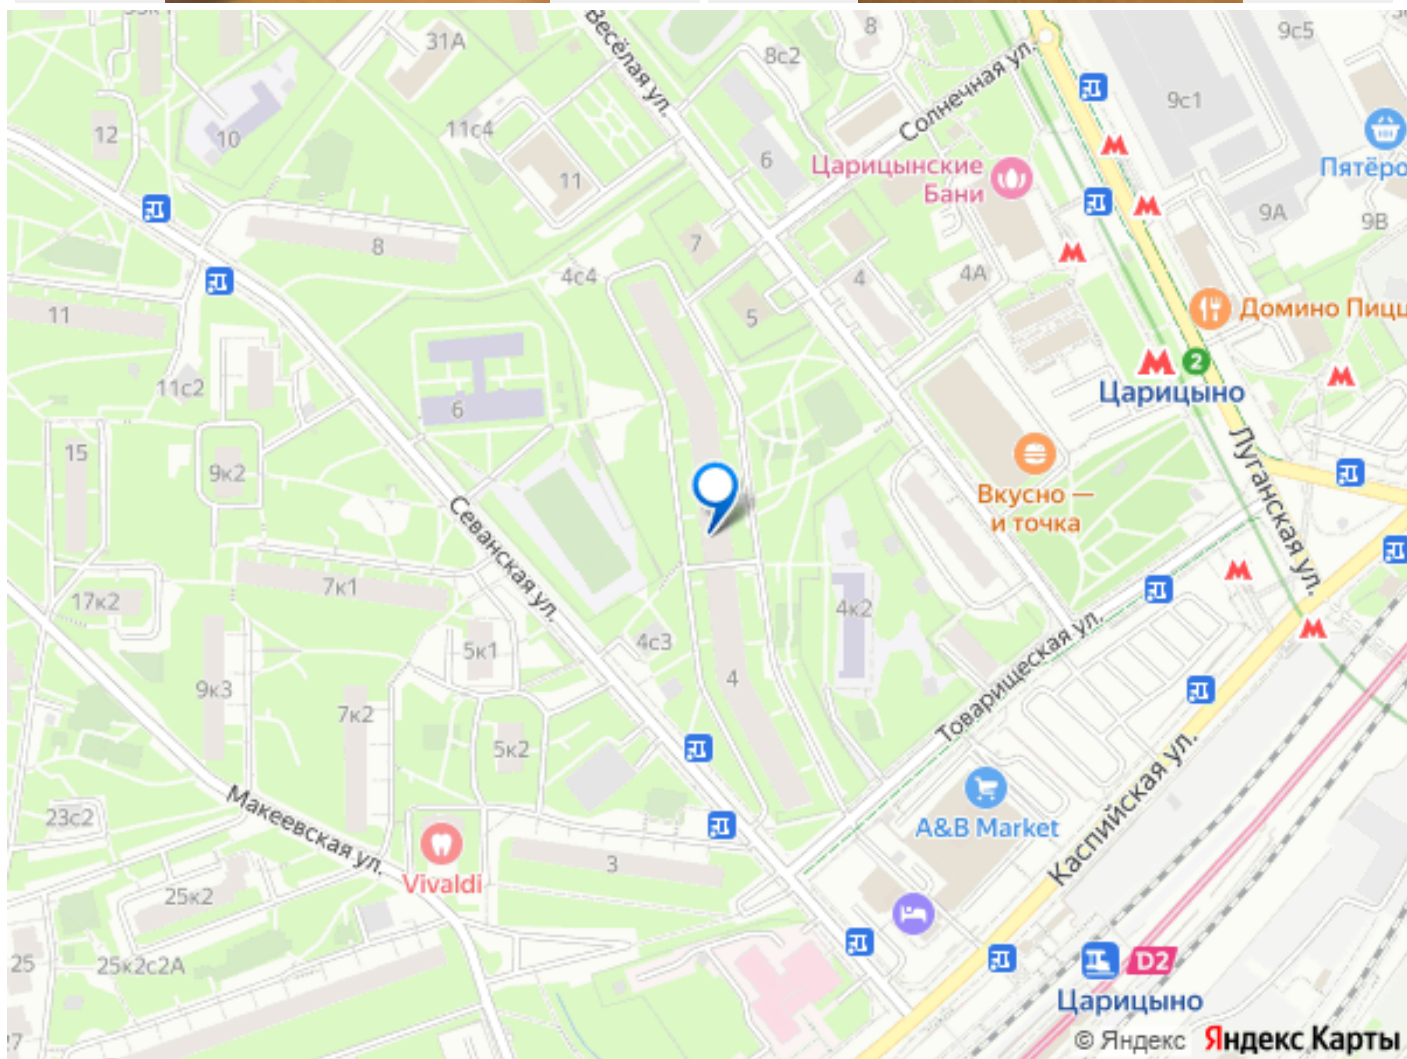 31А
8
9с5
Весёлая ул.
8с2
Солнечная ул.
9с1
12
10
11с4
6
Царицынские
Бани
Пятёро
11
9А
9В
8
7
4с4
4
4А
11
5
Домино Пицц
2
Царицыно
11с2
6
15
9к2
Луганская ул.
Вкусно —
и точка
Севанская ул.
7к1
17к2
4к2
5к1
4с3
Товарищеская ул.
9к3
4
7к2
5к2
Каспийская ул.
Макеевская ул.
23с2
A&B Market
3
Vivaldi
25к2
25
25к2с2А
D2
Царицыно
27
© Яндекс Яндекс Карты